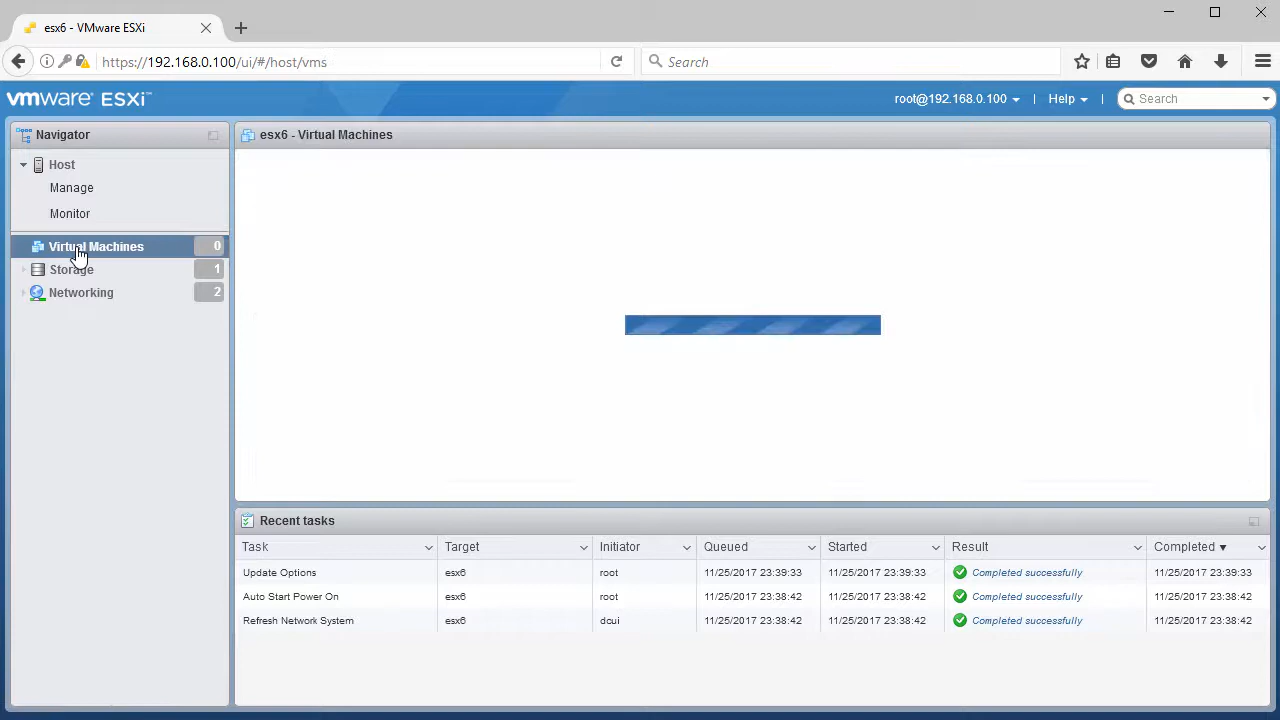 esx6 - VMware ESXi
https://192.168.0.100/ui/#/host/vms
Search
vmware ESXi™
root@192.168.0.100 | Help | Search
Navigator
Host
Manage
Monitor
Virtual Machines 0
Storage 1
Networking 2
esx6 - Virtual Machines
Recent tasks
Task Target Initiator Queued Started Result Completed
Update Options esx6 root 11/25/2017 23:39:33 11/25/2017 23:39:33 Completed successfully 11/25/2017 23:39:33
Auto Start Power On esx6 root 11/25/2017 23:38:42 11/25/2017 23:38:42 Completed successfully 11/25/2017 23:38:42
Refresh Network System esx6 dcui 11/25/2017 23:38:42 11/25/2017 23:38:42 Completed successfully 11/25/2017 23:38:42